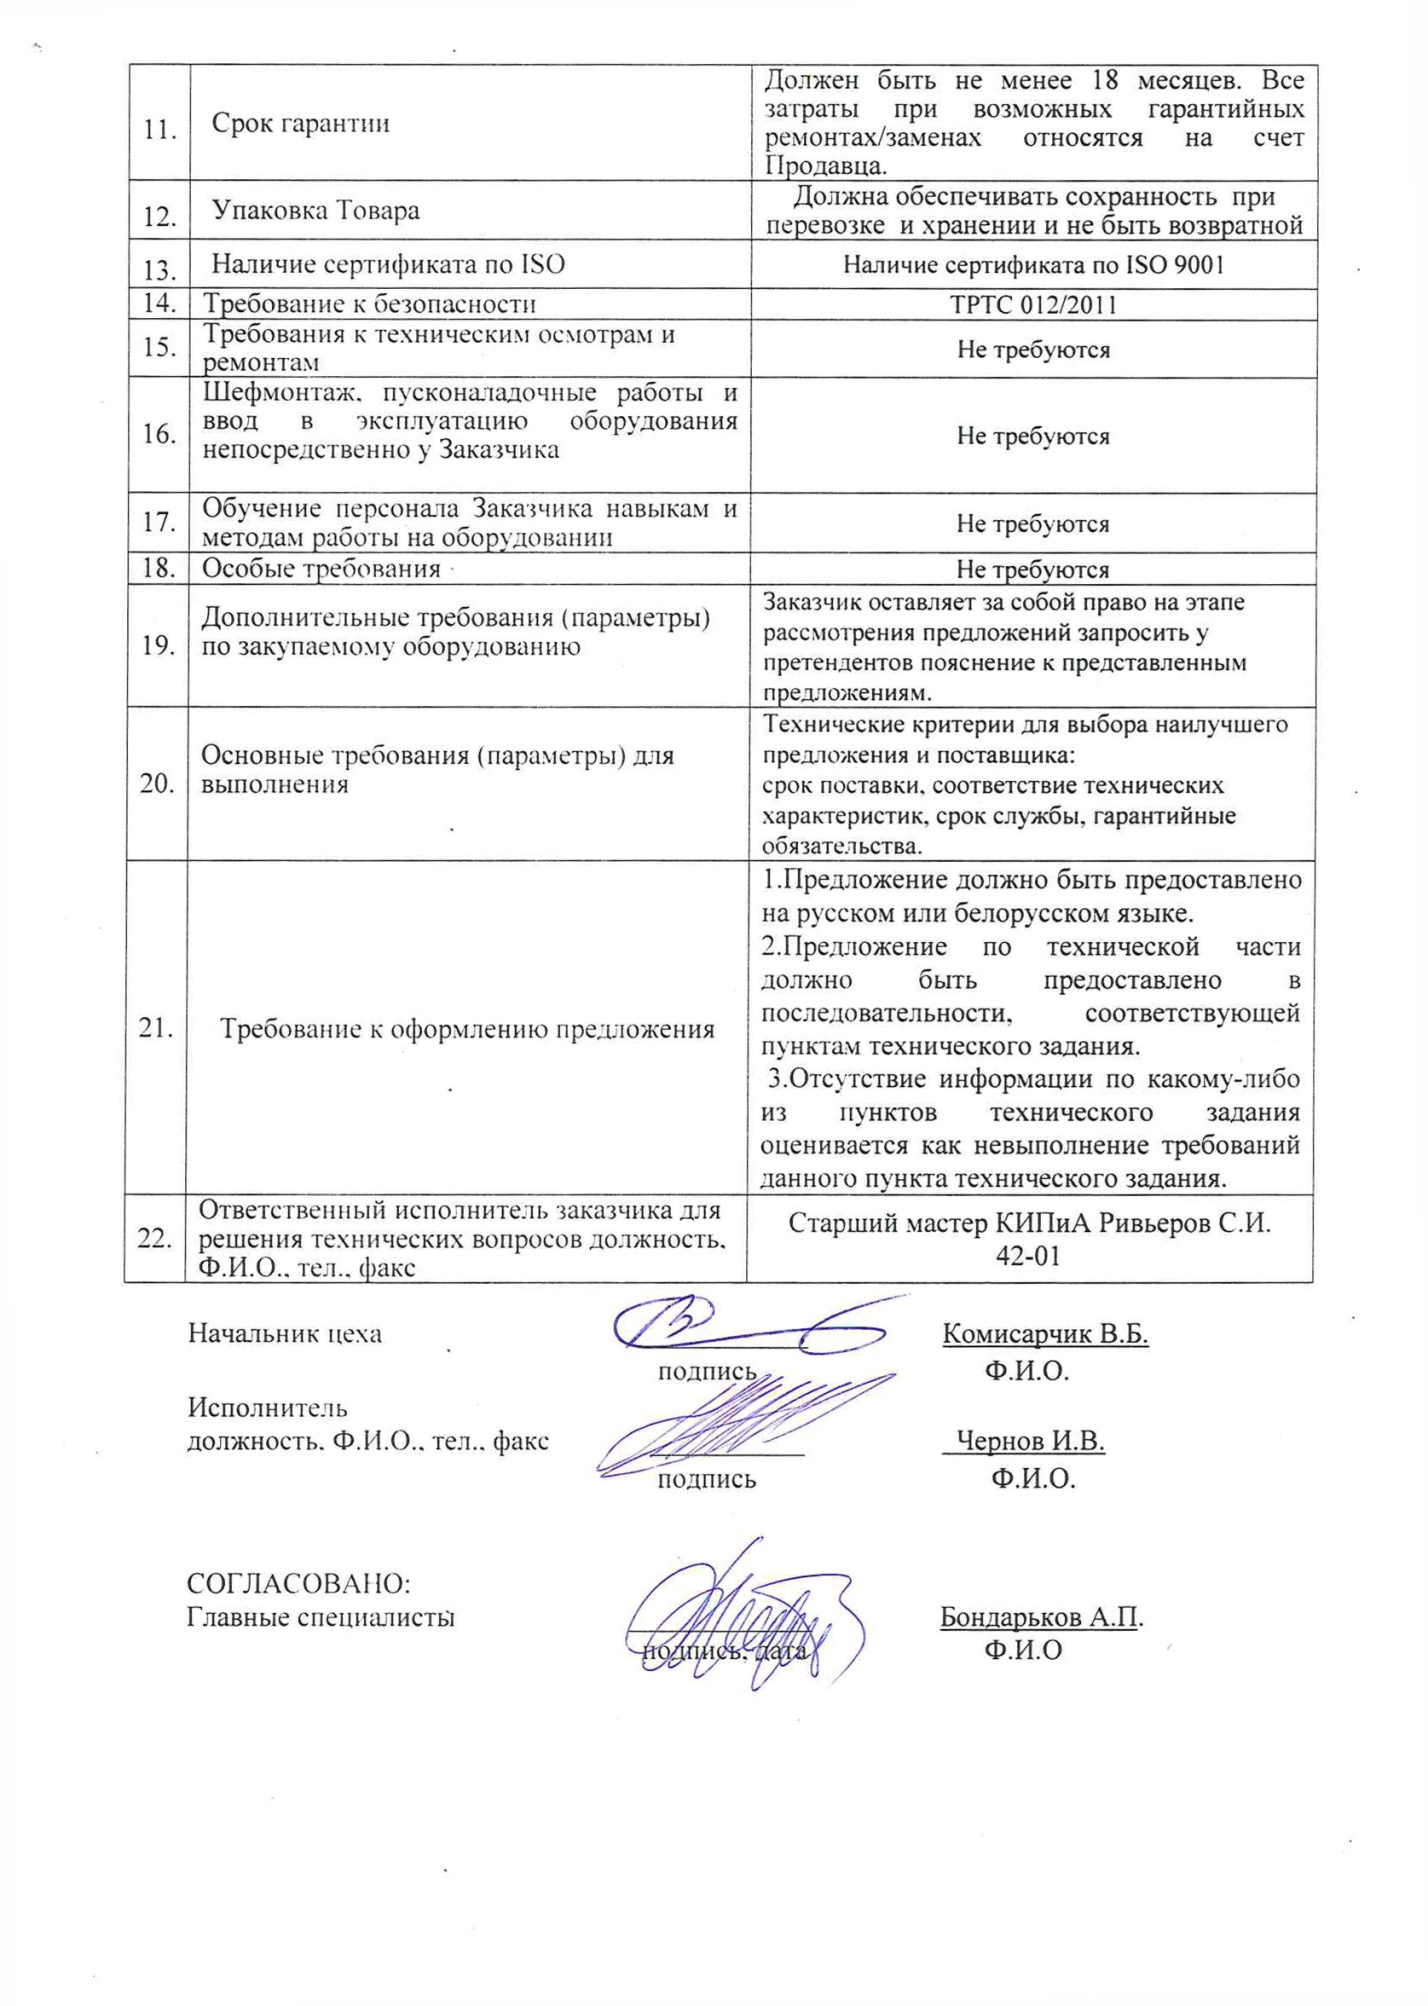 11.
Срок гарантии
Должен быть не менее 18 месяцев. Все
затраты при возможных гарантийных
ремонтах/заменах относятся на счет
Продавца.
12.
Упаковка Товара
Должна обеспечивать сохранность при
перевозке и хранении и не быть возвратной
13.
Наличие сертификата по ISO
Наличие сертификата по ISO 9001
14.
Требование к безопасности
ТРТС 012/2011
15.
Требования к техническим осмотрам и
ремонтам
Не требуются
16.
Шефмонтаж, пусконаладочные работы и
ввод в эксплуатацию оборудования
непосредственно у Заказчика
Не требуются
17.
Обучение персонала Заказчика навыкам и
методам работы на оборудовании
Не требуются
18.
Особые требования
Не требуются
19.
Дополнительные требования (параметры)
по закупаемому оборудованию
Заказчик оставляет за собой право на этапе
рассмотрения предложений запросить у
претендентов пояснение к представленным
предложениям.
20.
Основные требования (параметры) для
выполнения
Технические критерии для выбора наилучшего
предложения и поставщика:
срок поставки, соответствие технических
характеристик, срок службы, гарантийные
обязательства.
21.
Требование к оформлению предложения
1.Предложение должно быть предоставлено
на русском или белорусском языке.
2.Предложение по технической части
должно быть предоставлено в
последовательности, соответствующей
пунктам технического задания.
3.Отсутствие информации по какому-либо
из пунктов технического задания
оценивается как невыполнение требований
данного пункта технического задания.
22.
Ответственный исполнитель заказчика для
решения технических вопросов должность,
Ф.И.О., тел., факс
Старший мастер КИПиА Ривьеров С.И.
42-01
Начальник цеха
Комисарчик В.Б.
подпись
Ф.И.О.
Исполнитель
должность, Ф.И.О., тел., факс
Чернов И.В.
подпись
Ф.И.О.
СОГЛАСОВАНО:
Главные специалисты
Бондарьков А.П.
подпись, дата
Ф.И.О